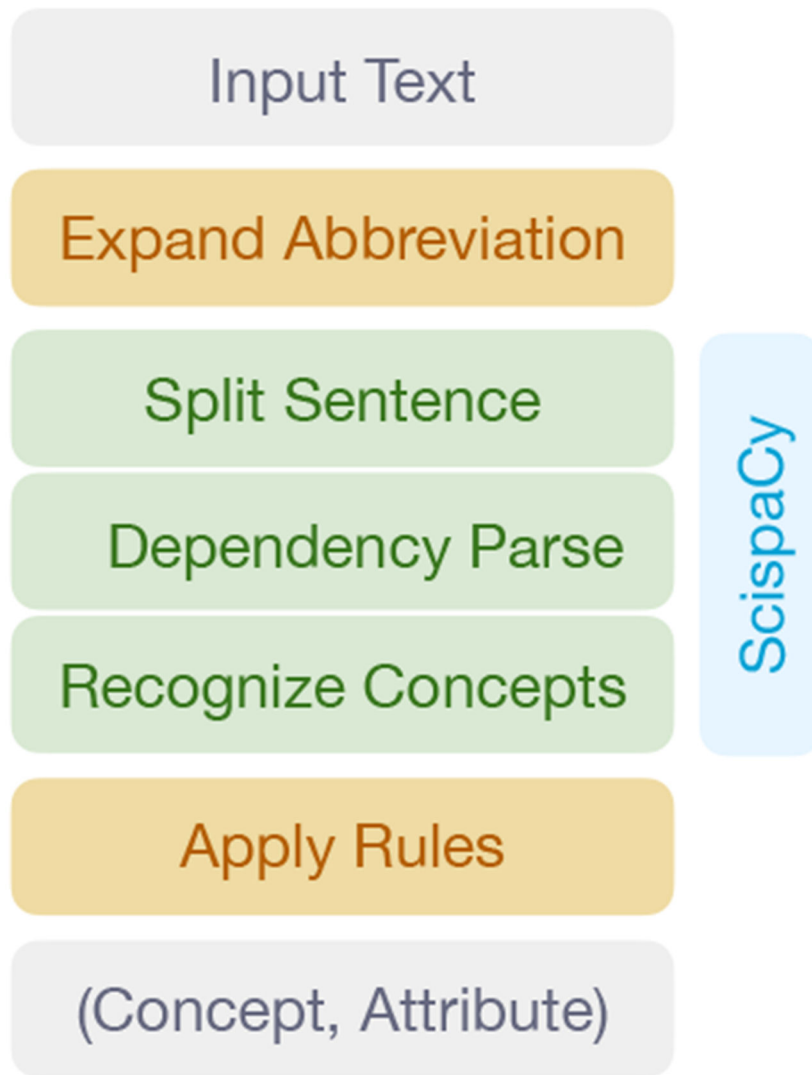 Input Text
Expand Abbreviation
Split Sentence
Dependency Parse
Recognize Concepts
ScispaCy
Apply Rules
(Concept, Attribute)